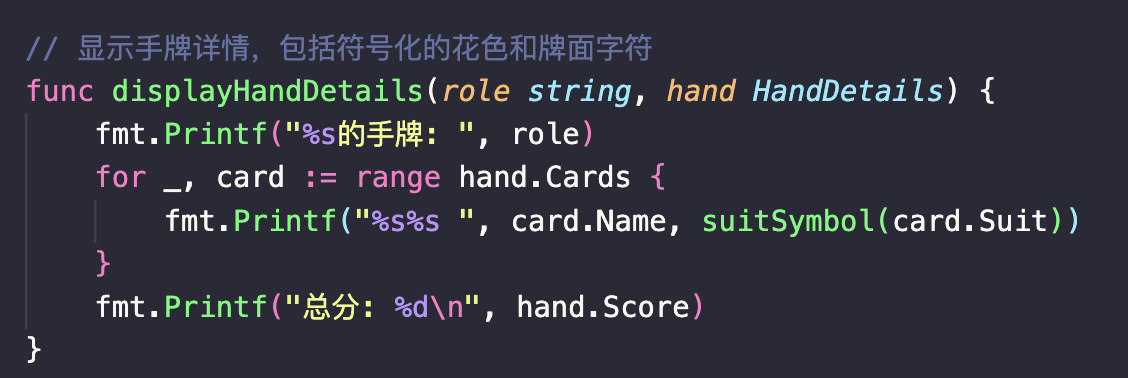 // 显示手牌详情，包括符号化的花色和牌面字符
func displayHandDetails(role string, hand HandDetails) {
    fmt.Printf("%s的手牌: ", role)
    for _, card := range hand.Cards {
        fmt.Printf("%s%s ", card.Name, suitSymbol(card.Suit))
    }
    fmt.Printf("总分: %d\n", hand.Score)
}